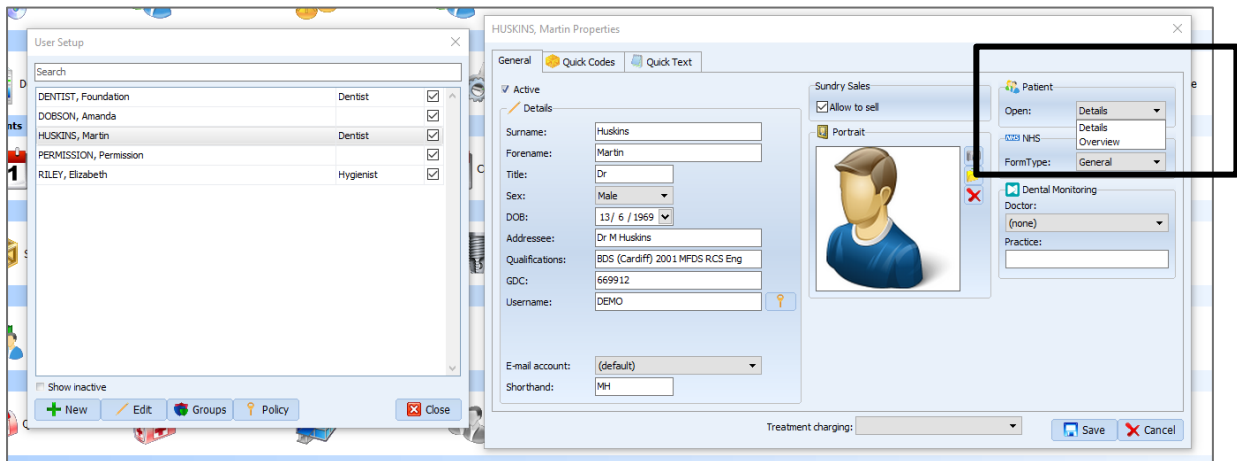 User Setup
Search
DENTIST, Foundation Dentist
DOBSON, Amanda
HUSKINS, Martin Dentist
PERMISSION, Permission
RILEY, Elizabeth Hygienist
Show inactive
New Edit Groups Policy Close
HUSKINS, Martin Properties
General Quick Codes Quick Text
Active
Details
Surname: Huskins
Forename: Martin
Title: Dr
Sex: Male
DOB: 13/ 6 / 1969
Addressee: Dr M Huskins
Qualifications: BDS (Cardiff) 2001 MFDS RCS Eng
GDC: 669912
Username: DEMO
E-mail account: (default)
Shorthand: MH
Sundry Sales
Allow to sell
Portrait
Patient
Open: Details
Details
Overview
NHS NHS
FormType: General
Dental Monitoring
Doctor:
(none)
Practice:
Treatment charging:
Save Cancel